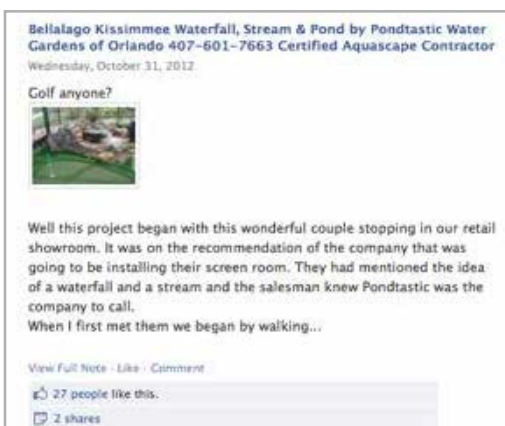 Bellalago Kissimmee Waterfall, Stream & Pond by Pondtastic Water
Gardens of Orlando 407-601-7663 Certified Aquascape Contractor
Wednesday, October 31, 2012
Golf anyone?
Well this project began with this wonderful couple stopping in our retail
showroom. It was on the recommendation of the company that was
going to be installing their screen room. They had mentioned the idea
of a waterfall and a stream and the salesman knew Pondtastic was the
company to call.
When I first met them we began by walking...
View Full Note · Like · Comment
27 people like this.
2 shares